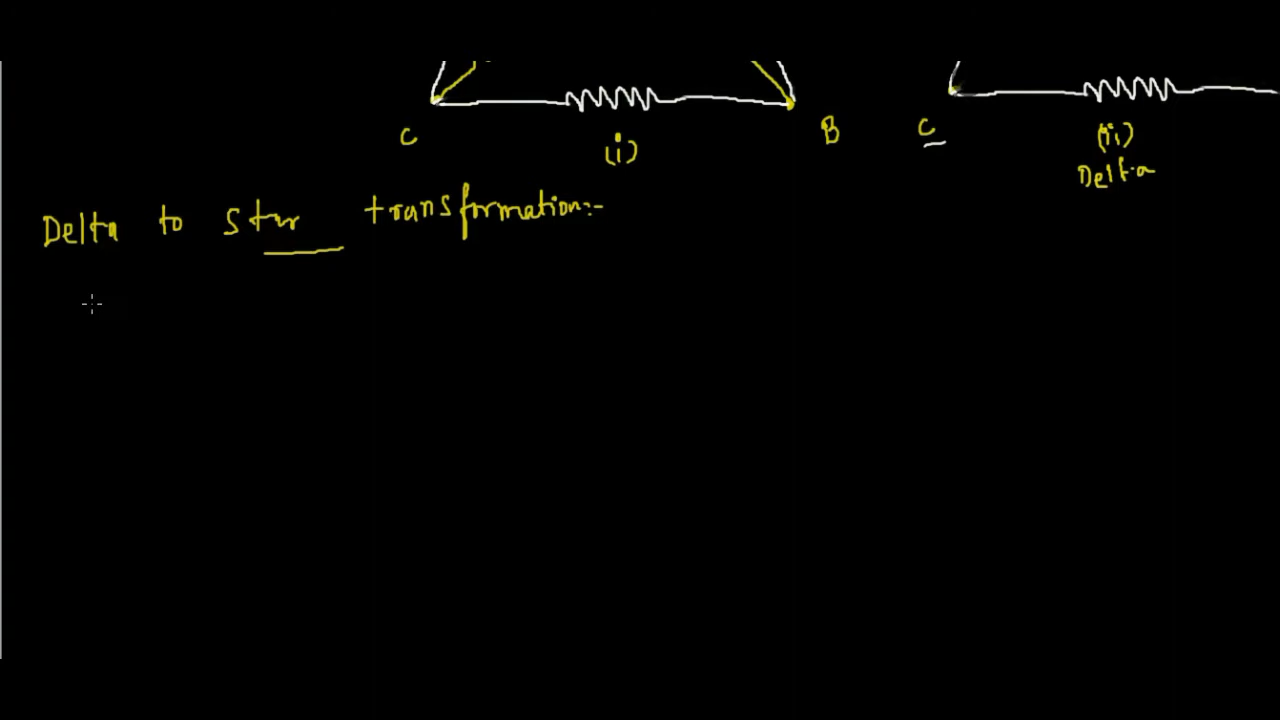 C (i) B C (ii) 
Delta
Delta to star transformation:-